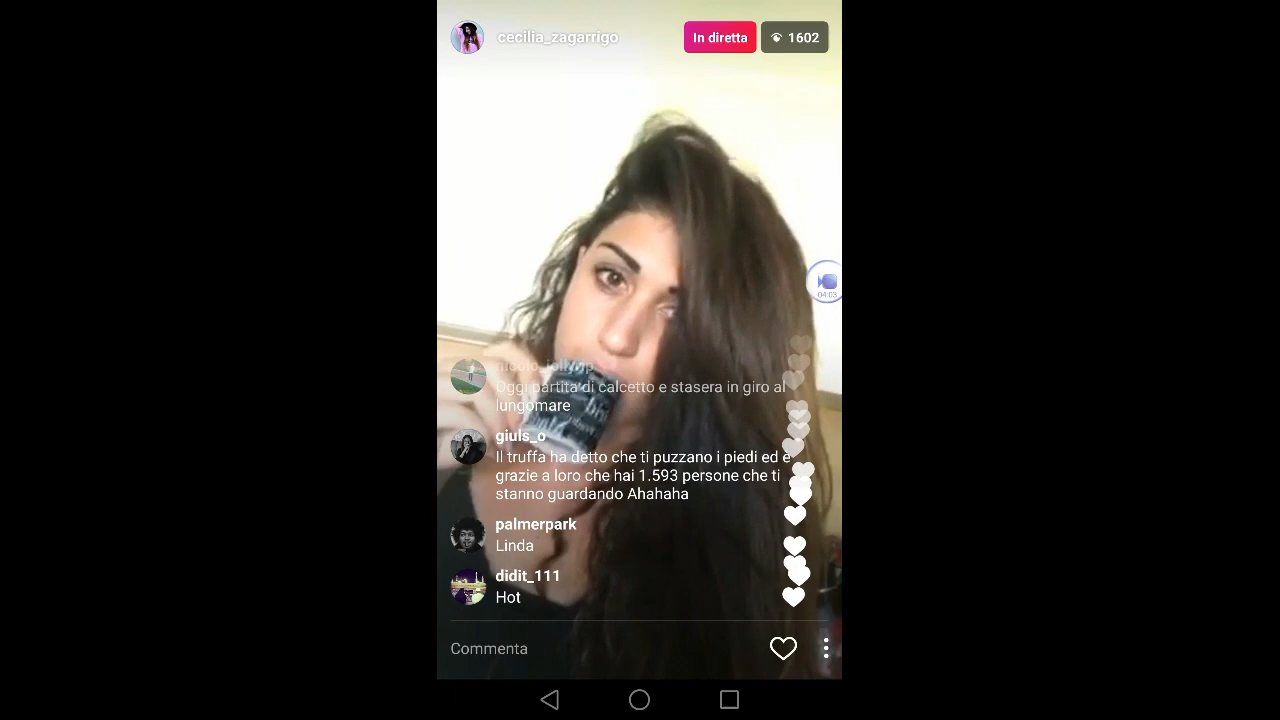 cecilia_zagarrigo
In diretta
1602
04:03
Oggi partita di calcetto e stasera in giro al
lungomare
giuls_o
Il truffa ha detto che ti puzzano i piedi ed è
grazie a loro che hai 1.593 persone che ti
stanno guardando Ahahaha
palmerpark
Linda
didit_111
Hot
Commenta